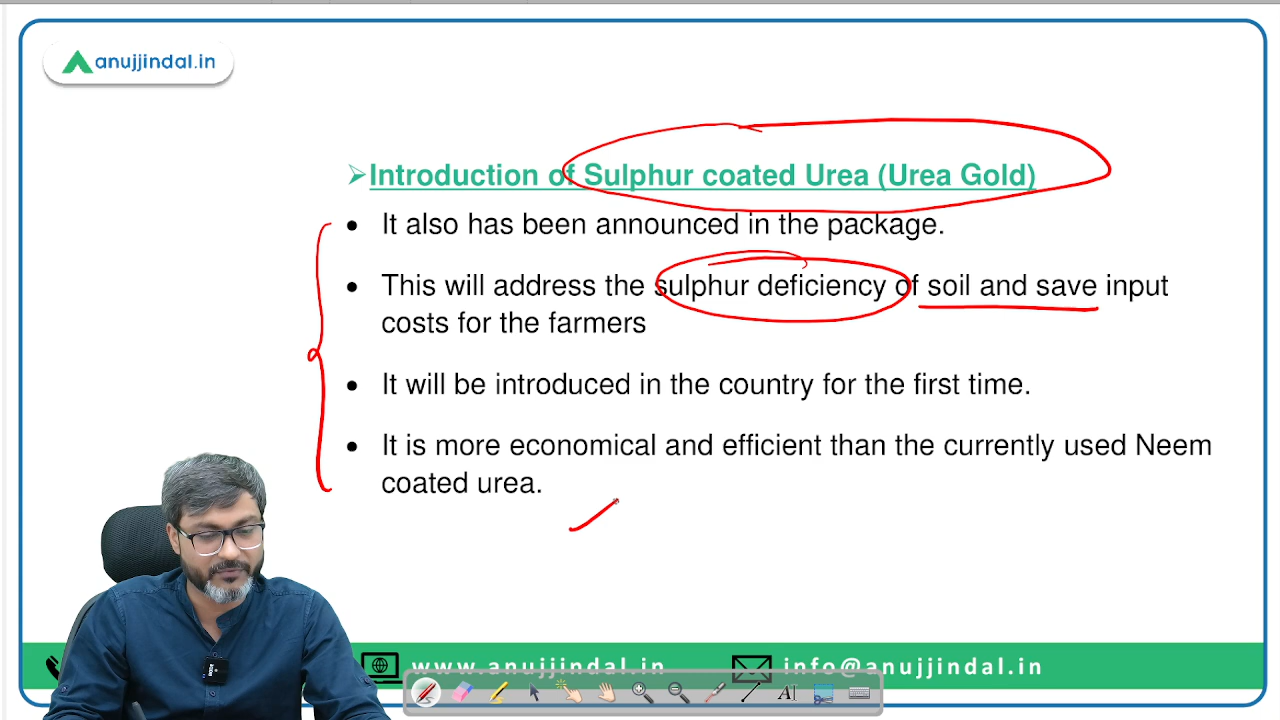 anujjindal.in
Introduction of Sulphur coated Urea (Urea Gold)
• It also has been announced in the package.
• This will address the sulphur deficiency of soil and save input
costs for the farmers
• It will be introduced in the country for the first time.
• It is more economical and efficient than the currently used Neem
coated urea.
www.anujjindal.in info@anujjindal.in
AI